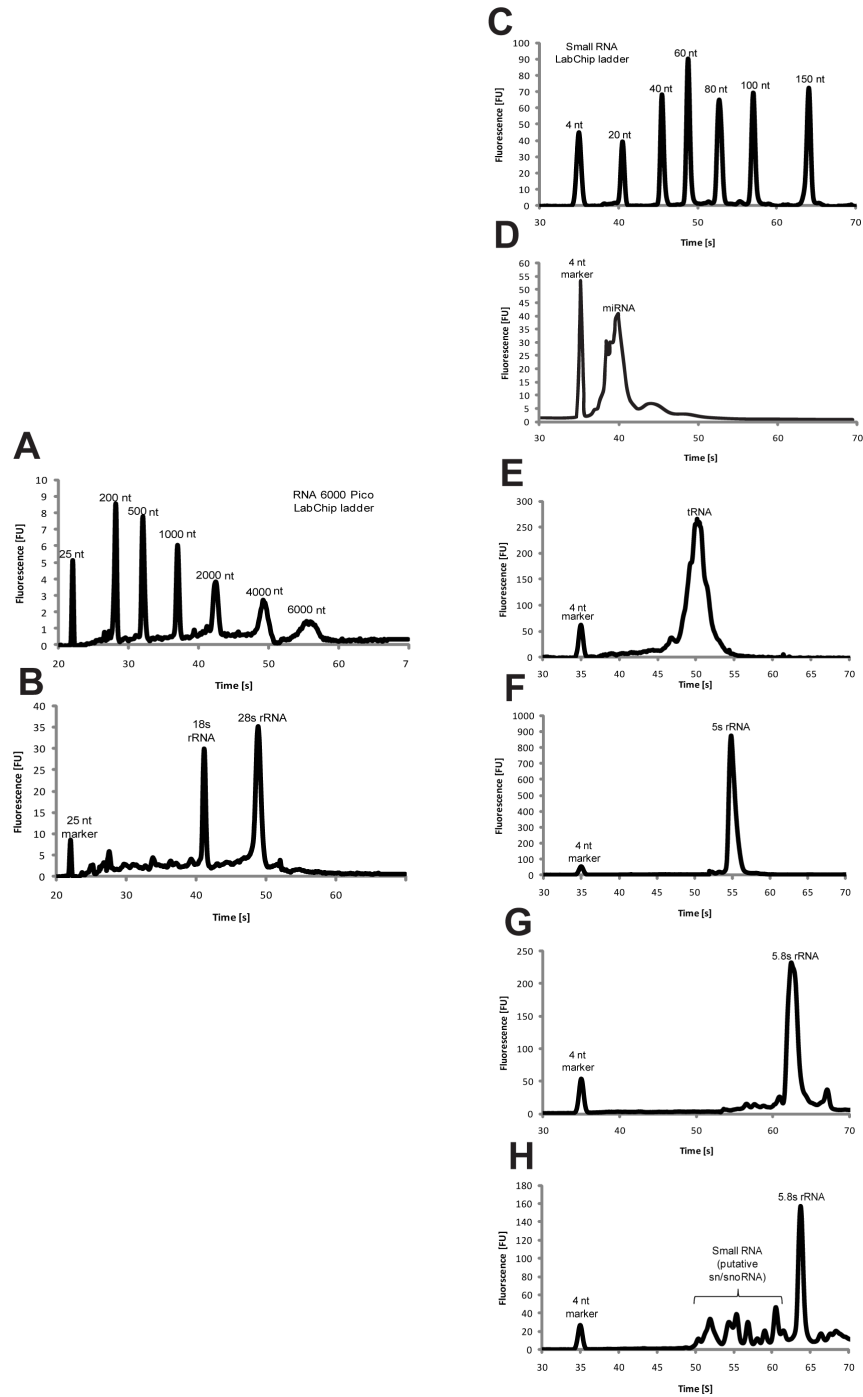 A
10
9
8
7
6
5
4
3
2
1
0
Fluorescence [FU]
25 nt
200 nt
500 nt
1000 nt
2000 nt
4000 nt
6000 nt
RNA 6000 Pico
LabChip ladder
20 30 40 50 60 7
Time [s]
B
40
35
30
25
20
15
10
5
0
Fluorescence [FU]
25 nt
marker
18s
rRNA
28s rRNA
20 30 40 50 60
Time [s]
C
100
90
80
70
60
50
40
30
20
10
0
Fluorescence [FU]
Small RNA
LabChip ladder
4 nt
20 nt
40 nt
60 nt
80 nt
100 nt
150 nt
30 40 50 60 70
Time [s]
D
60
55
50
45
40
35
30
25
20
15
10
5
0
Fluorescence [FU]
4 nt
marker
miRNA
30 40 50 60 70
Time [s]
E
300
250
200
150
100
50
0
Fluorescence [FU]
4 nt
marker
tRNA
30 35 40 45 50 55 60 65 70
Time [s]
F
1000
900
800
700
600
500
400
300
200
100
0
Fluorescence [FU]
4 nt
marker
5s rRNA
30 35 40 45 50 55 60 65 70
Time [s]
G
250
200
150
100
50
0
Fluorescence [FU]
4 nt
marker
5.8s rRNA
30 35 40 50 60 70
Time [s]
H
180
160
140
120
100
80
60
40
20
0
Fluorscence [FU]
4 nt
marker
Small RNA
(putative
sn/snoRNA)
5.8s rRNA
30 35 40 45 50 55 60 65 70
Time [S]